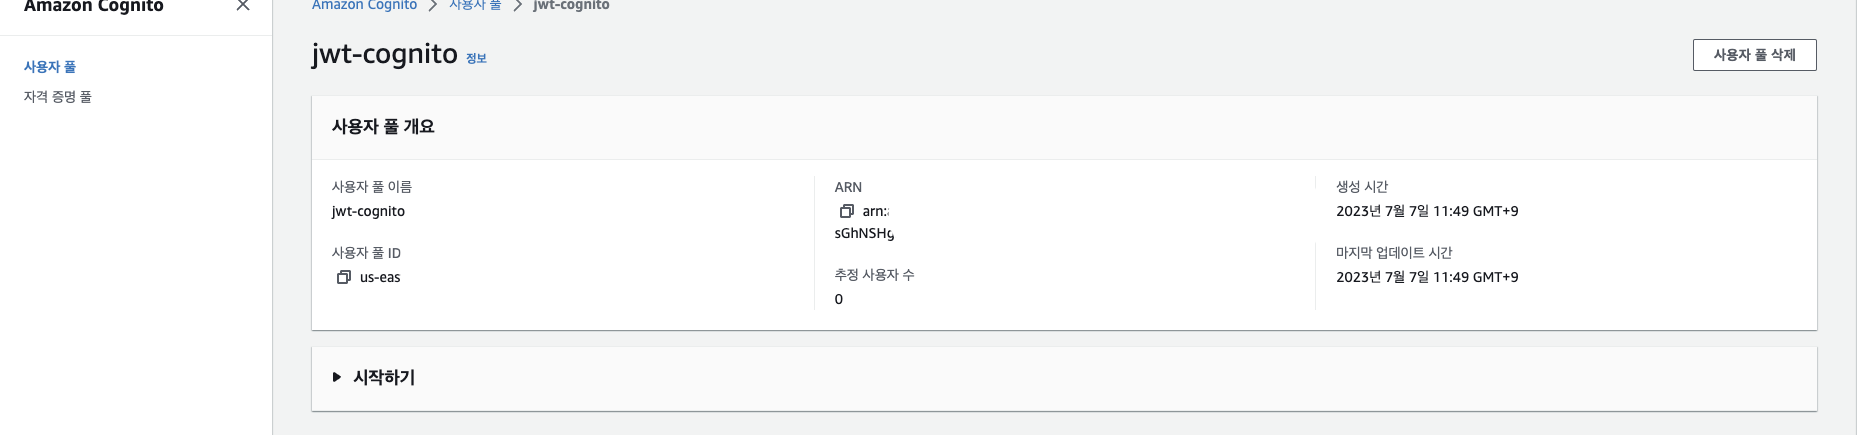 Amazon Cognito
사용자 풀
자격 증명 풀
Amazon Cognito > 사용자 풀 > jwt-cognito
jwt-cognito 정보
사용자 풀 삭제
사용자 풀 개요
사용자 풀 이름
jwt-cognito
사용자 풀 ID
us-eas
ARN
arn:
sGhNSHg
추정 사용자 수
0
생성 시간
2023년 7월 7일 11:49 GMT+9
마지막 업데이트 시간
2023년 7월 7일 11:49 GMT+9
시작하기